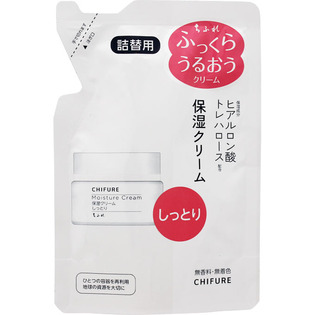 ちふれ
詰替用
ふっくら
うるおう
クリーム
保湿成分
ヒアルロン酸
トレハロース配合
保湿クリーム
CHIFURE
Moisture Cream
保湿クリーム
しっとり
ちふれ
しっとり
ひとつの容器を再利用
地球の資源を大切に
無香料・無着色
CHIFURE